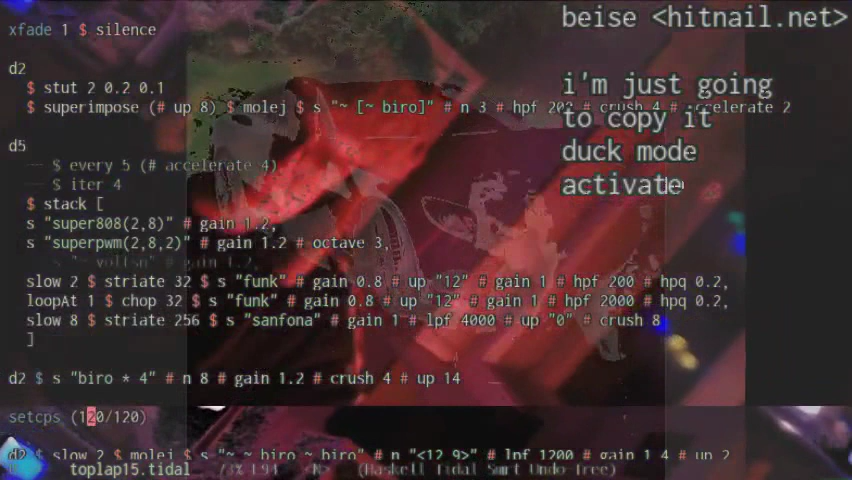 xfade 1 $ silence
d2
$ stut 2 0.2 0.1
$ superimpose (# up 8) $ molej $ s "~ [~ biro]" # n 3 # hpf 200 # crush 4 # accelerate 2
d5
-- $ every 5 (# accelerate 4)
-- $ iter 4
$ stack [
s "super808(2,8)" # gain 1.2,
s "superpwm(2,8,2)" # gain 1.2 # octave 3,
# gain 1.2,
slow 2 $ striate 32 $ s "funk" # gain 0.8 # up "12" # gain 1 # hpf 200 # hpq 0.2,
loopAt 1 $ chop 32 $ s "funk" # gain 0.8 # up "12" # gain 1 # hpf 2000 # hpq 0.2,
slow 8 $ striate 256 $ s "sanfona" # gain 1 # lpf 4000 # up "0" # crush 8
]
d2 $ s "biro * 4" # n 8 # gain 1.2 # crush 4 # up 14
setcps (120/120)
d2 $ slow 2 $ molej $ s "~ ~ biro ~ biro" # n "<12 9>" # lpf 1200 # gain 1.4 # up 2
toplap15.tidal 73% L94 <N> (Haskell Tidal Smrt Undo-Tree)
beise <hitnail.net>
i'm just going
to copy it
duck mode
activate